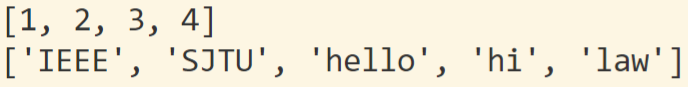 [1, 2, 3, 4]
['IEEE', 'SJTU', 'hello', 'hi', 'law']